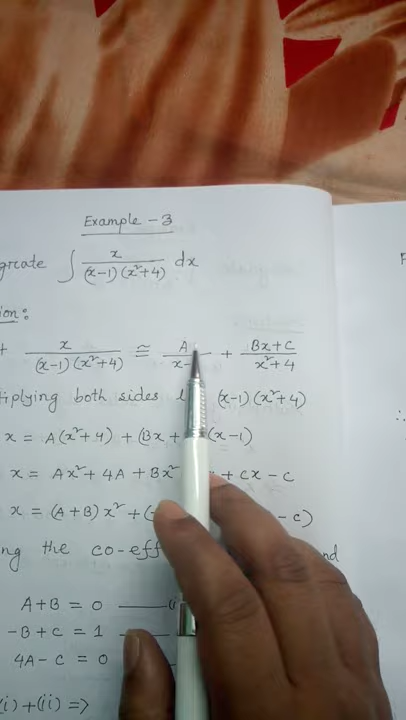 Example - 3
grate ∫ x/((x-1)(x²+4)) dx
ion:
x/((x-1)(x²+4)) ≅ A/x- + (Bx+C)/(x²+4)
tiplying both sides (x-1)(x²+4)
x = A(x²+4) + (Bx+ (x-1)
x = Ax² + 4A + Bx² + Cx - C
x = (A+B)x² + ( - C)
ng the co-eff nd
A+B = 0 (i)
-B+C = 1
4A-C = 0
(i) + (ii) =>